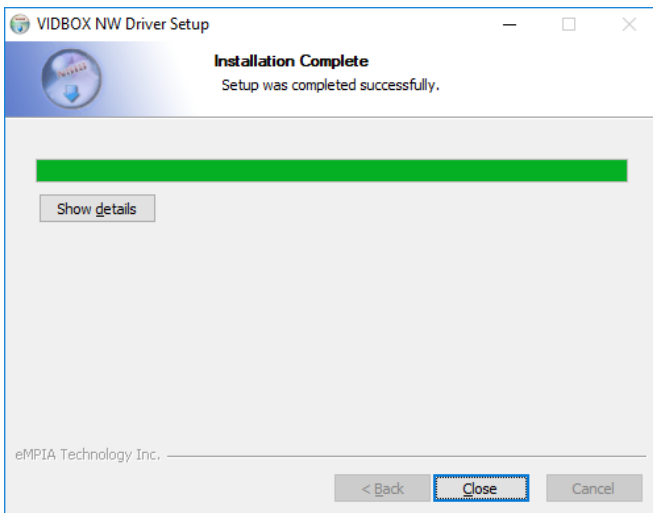 VIDBOX NW Driver Setup
Installation Complete
Setup was completed successfully.
Show details
eMPIA Technology Inc.
< Back Close Cancel